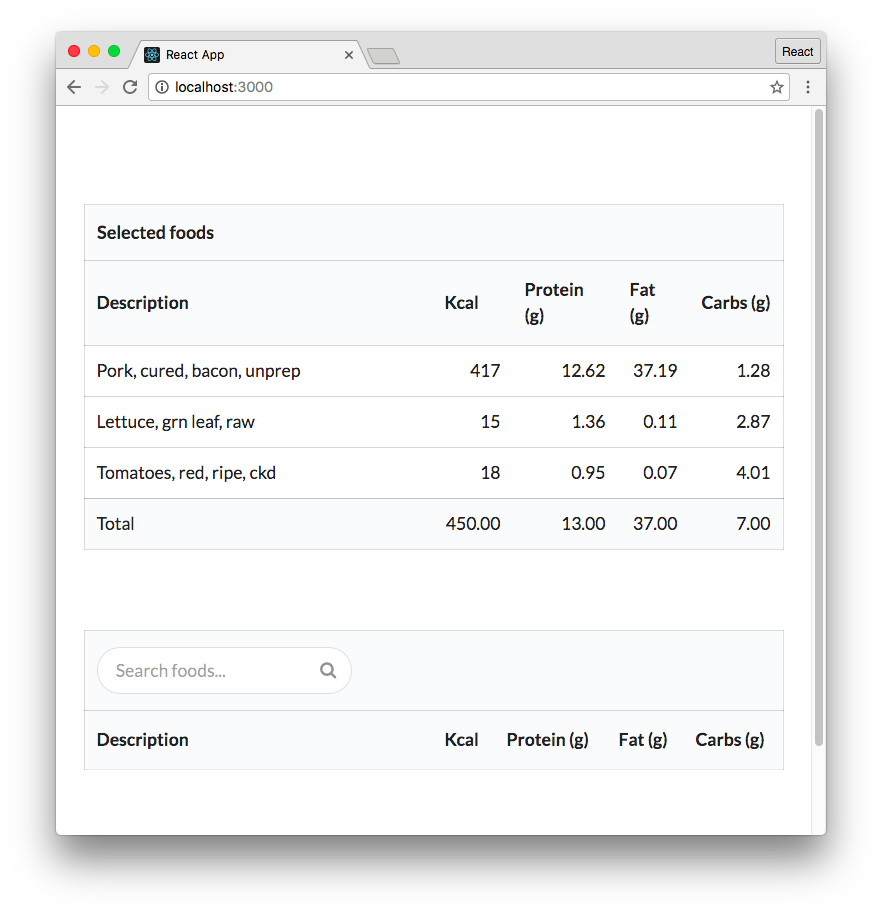 React App
React
localhost:3000
Selected foods
Description Kcal Protein (g) Fat (g) Carbs (g)
Pork, cured, bacon, unprep 417 12.62 37.19 1.28
Lettuce, grn leaf, raw 15 1.36 0.11 2.87
Tomatoes, red, ripe, ckd 18 0.95 0.07 4.01
Total 450.00 13.00 37.00 7.00
Search foods...
Description Kcal Protein (g) Fat (g) Carbs (g)